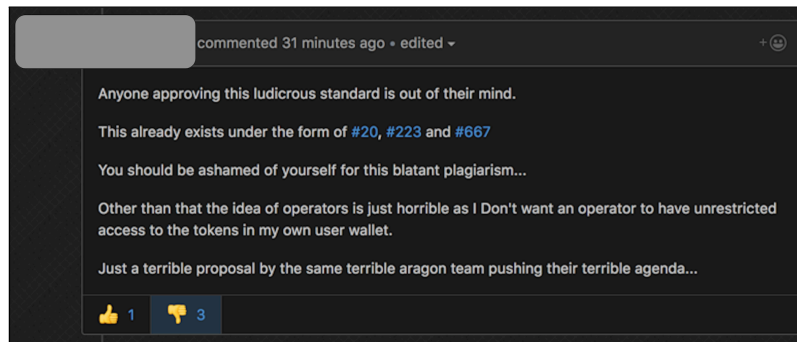 commented 31 minutes ago • edited
Anyone approving this ludicrous standard is out of their mind.
This already exists under the form of #20, #223 and #667
You should be ashamed of yourself for this blatant plagiarism...
Other than that the idea of operators is just horrible as I Don't want an operator to have unrestricted
access to the tokens in my own user wallet.
Just a terrible proposal by the same terrible aragon team pushing their terrible agenda...
👍 1 👎 3